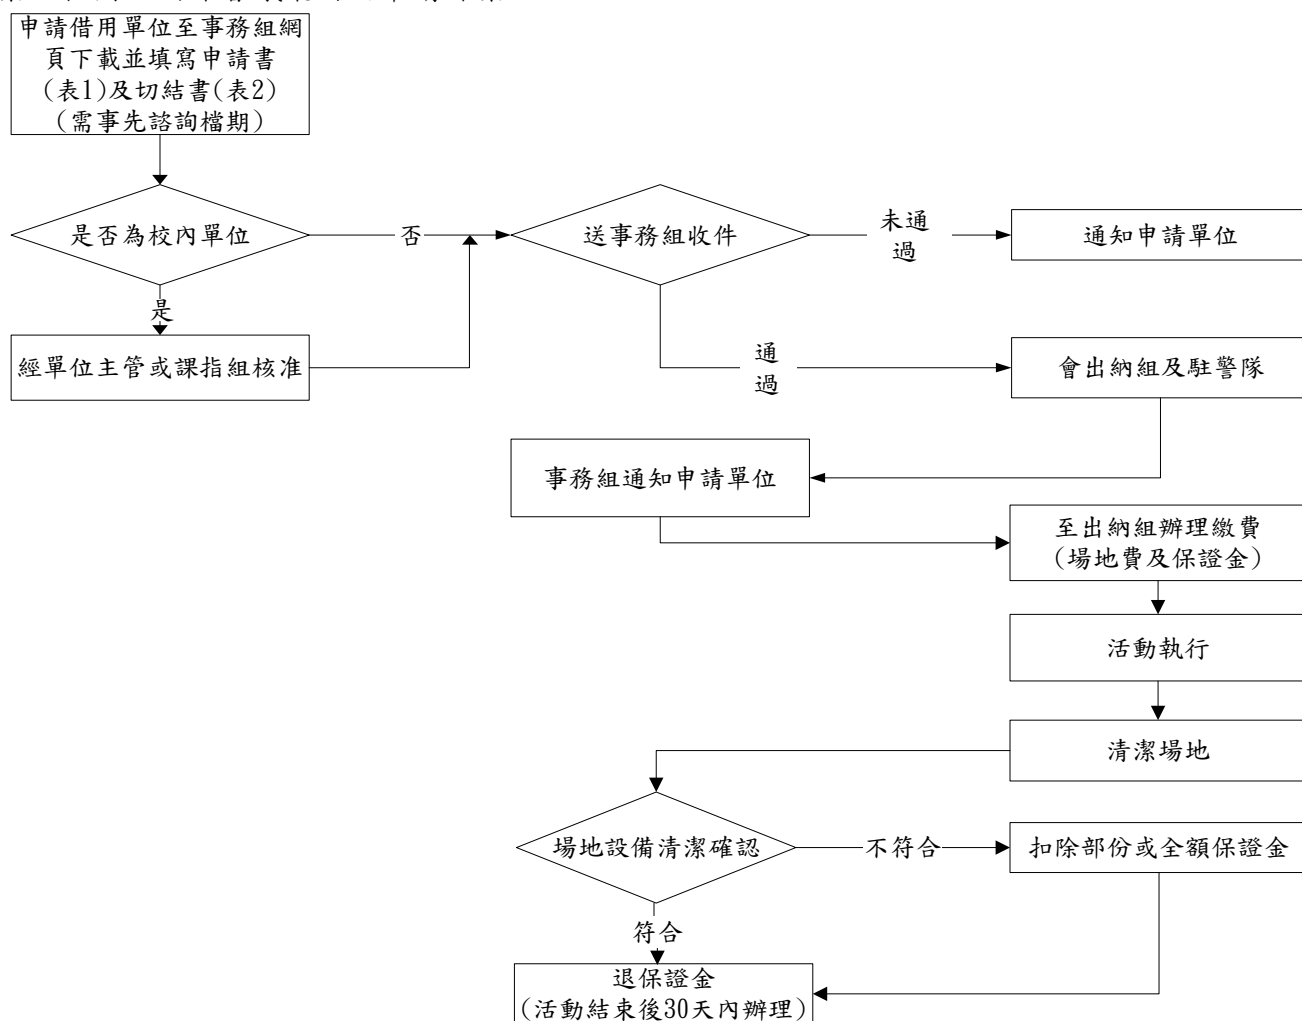 申請借用單位至事務組網
頁下載並填寫申請書
(表1)及切結書(表2)
(需事先諮詢檔期)
是否為校內單位
否
送事務組收件
未通
過
通知申請單位
是
經單位主管或課指組核准
通
過
會出納組及駐警隊
事務組通知申請單位
至出納組辦理繳費
(場地費及保證金)
活動執行
清潔場地
場地設備清潔確認
不符合
扣除部份或全額保證金
符合
退保證金
(活動結束後30天內辦理)